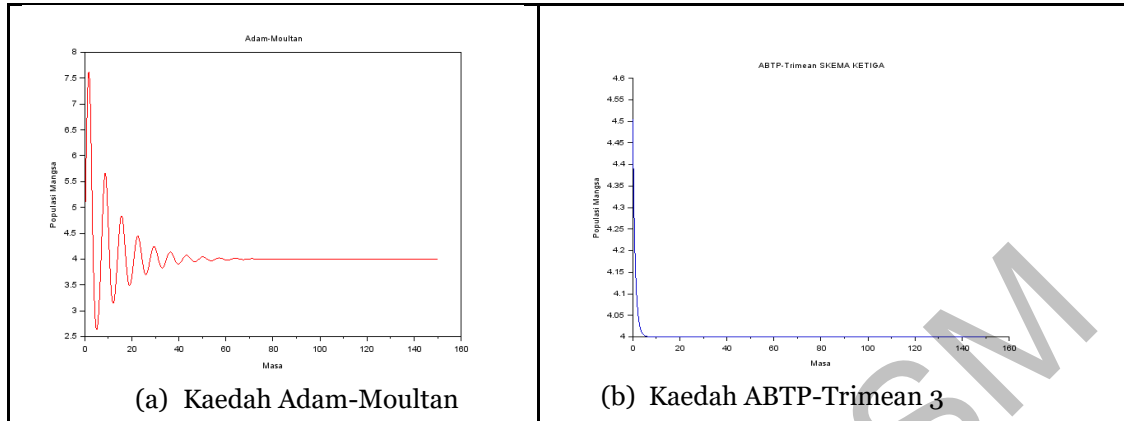 Adam-Moultan
8
7.5
7
6.5
6
5.5
5
4.5
4
3.5
3
2.5
Populasi Mangsa
0 20 40 60 80 100 120 140 160
Masa
(a) Kaedah Adam-Moultan
ABTP-Trimean SKEMA KETIGA
4.6
4.55
4.5
4.45
4.4
4.35
4.3
4.25
4.2
4.15
4.1
4.05
4
Populasi Mangsa
0 20 40 60 80 100 120 140 160
Masa
(b) Kaedah ABTP-Trimean 3
SM